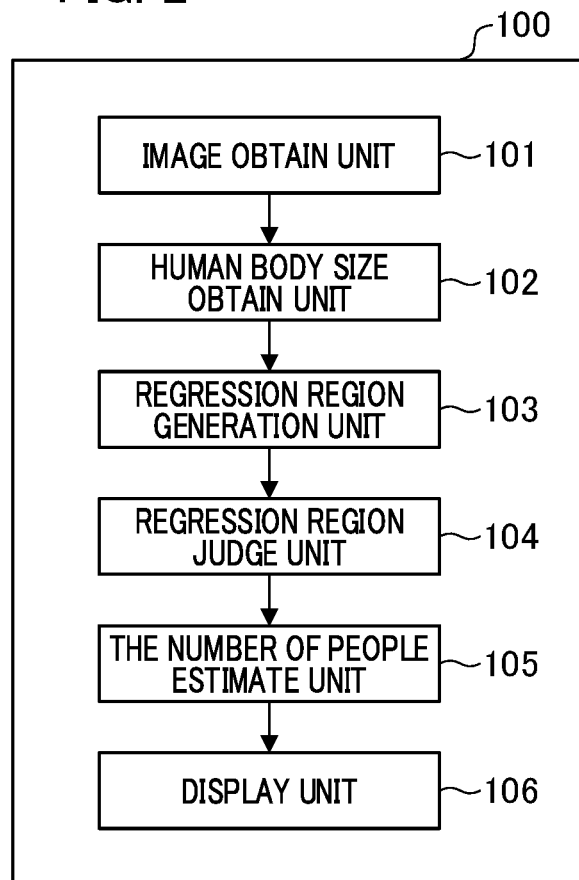 100
IMAGE OBTAIN UNIT
101
HUMAN BODY SIZE
OBTAIN UNIT
102
REGRESSION REGION
GENERATION UNIT
103
REGRESSION REGION
JUDGE UNIT
104
THE NUMBER OF PEOPLE
ESTIMATE UNIT
105
DISPLAY UNIT
106